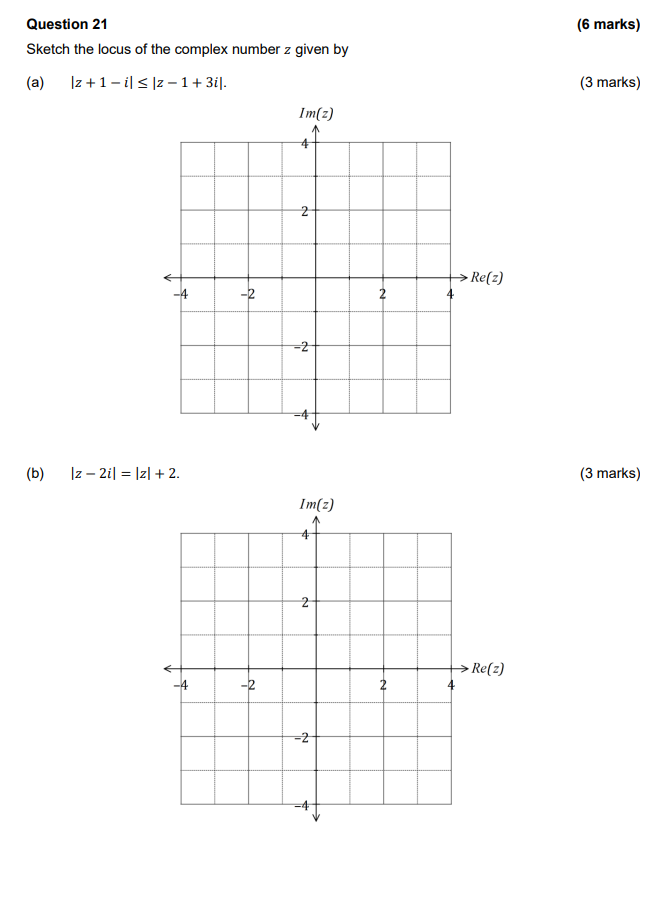 Question 21 (6 marks)
Sketch the locus of the complex number z given by
(a) |z + 1 − i| ≤ |z − 1 + 3i|. (3 marks)
Im(z)
4
2
Re(z)
−4 −2 2 4
−2
−4
(b) |z − 2i| = |z| + 2. (3 marks)
Im(z)
4
2
Re(z)
−4 −2 2 4
−2
−4